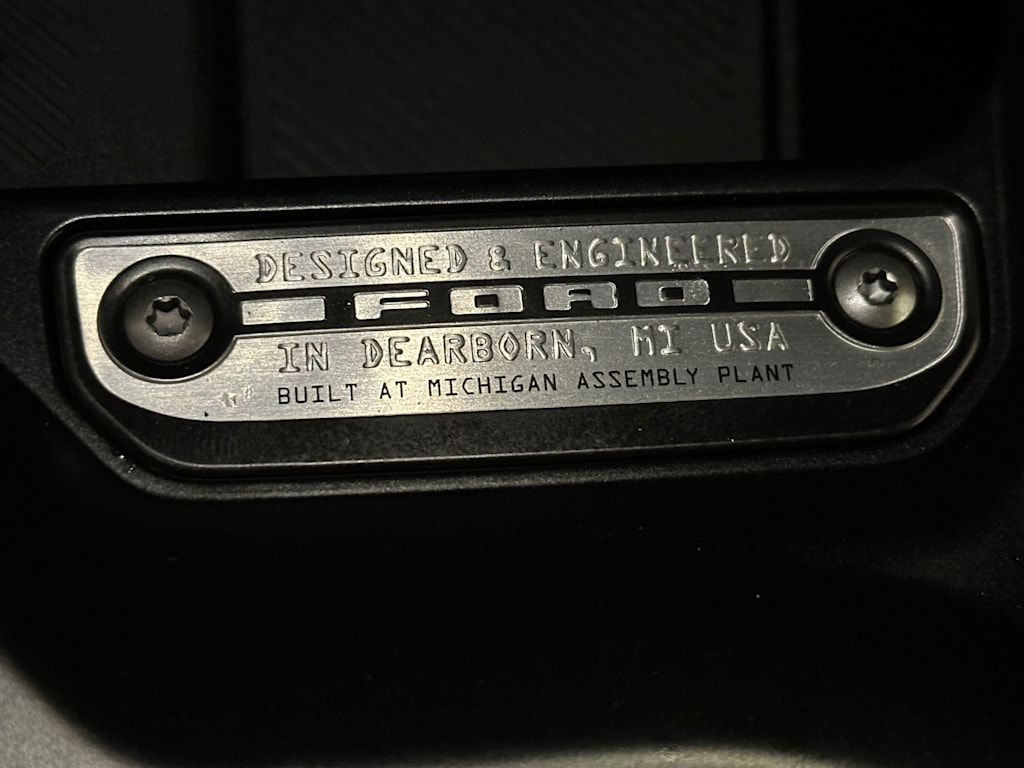 DESIGNED & ENGINEERED
FORD
IN DEARBORN, MI USA
BUILT AT MICHIGAN ASSEMBLY PLANT